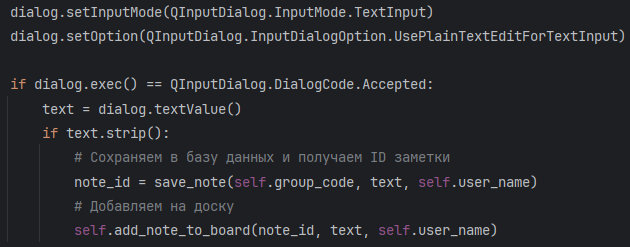 dialog.setInputMode(QInputDialog.InputMode.TextInput)
dialog.setOption(QInputDialog.InputDialogOption.UsePlainTextEditForTextInput)
if dialog.exec() == QInputDialog.DialogCode.Accepted:
text = dialog.textValue()
if text.strip():
# Сохраняем в базу данных и получаем ID заметки
note_id = save_note(self.group_code, text, self.user_name)
# Добавляем на доску
self.add_note_to_board(note_id, text, self.user_name)